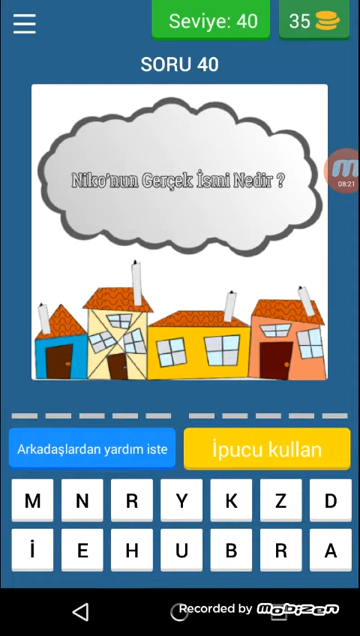 Seviye: 40
35
SORU 40
Niko'nun Gerçek İsmi Nedir ?
08:21
Arkadaşlardan yardım iste
İpucu kullan
M N R Y K Z D
İ E H U B R A
Recorded by mobizen